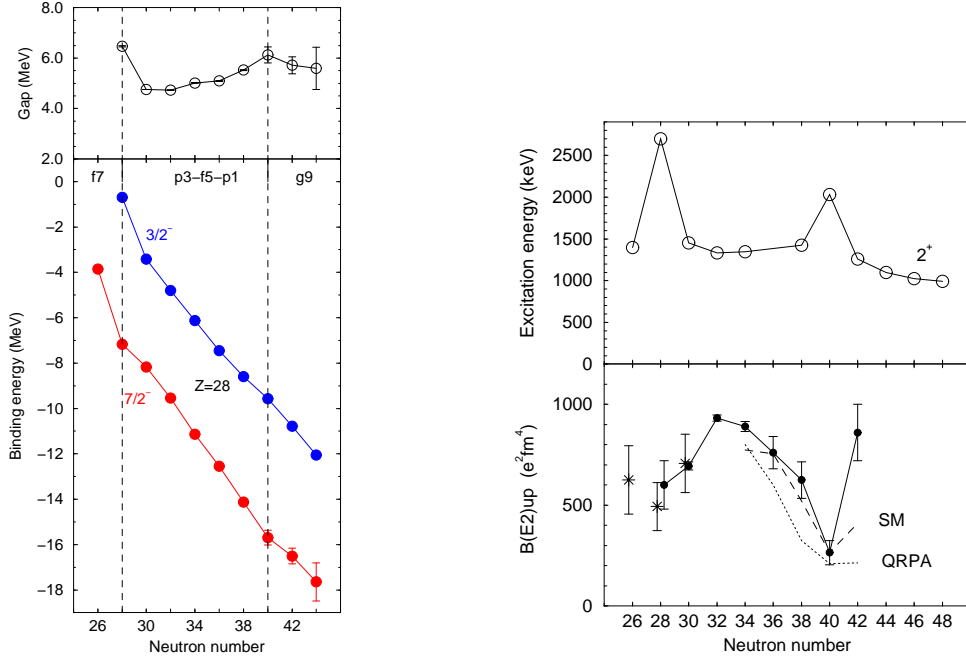 Gap (MeV)
8.0
6.0
4.0
2.0
f7
p3−f5−p1
g9
Binding energy (MeV)
0
−2
−4
−6
−8
−10
−12
−14
−16
−18
3/2⁻
7/2⁻
Z=28
26 30 34 38 42
Neutron number
Excitation energy (keV)
2500
2000
1500
1000
500
0
2⁺
B(E2)up (e²fm⁴)
1000
500
0
SM
QRPA
26 28 30 32 34 36 38 40 42 44 46 48
Neutron number